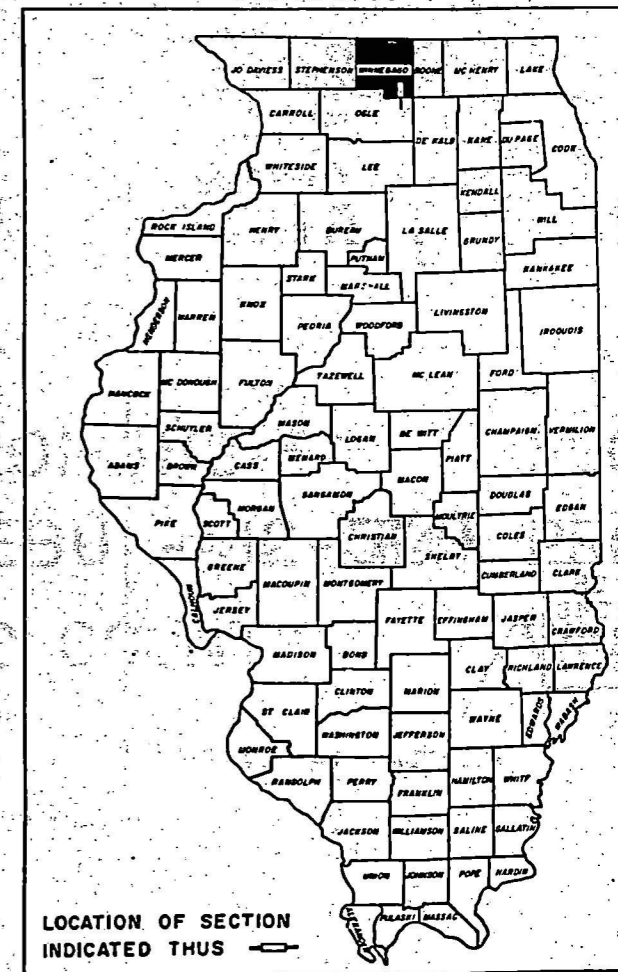 JO DAVIESS STEPHENSON WINNEBAGO BOONE MC HENRY LAKE
CARROLL OGLE
DE KALB KANE DU PAGE COOK
WHITESIDE LEE
KENDALL WILL
ROCK ISLAND HENRY BUREAU LA SALLE GRUNDY
PUTNAM
MERCER KANKAKEE
STARK MARSHALL
KNOX LIVINGSTON
HENDERSON WARREN PEORIA WOODFORD IROQUOIS
TAZEWELL MC LEAN FORD
HANCOCK MC DONOUGH FULTON
MASON
SCHUYLER LOGAN DE WITT CHAMPAIGN VERMILION
ADAMS BROWN CASS MENARD PIATT
MACON
SANGAMON DOUGLAS EDGAR
PIKE SCOTT MORGAN MOULTRIE
CHRISTIAN COLES
SHELBY
GREENE CUMBERLAND CLARK
CALHOUN MACOUPIN MONTGOMERY
JERSEY FAYETTE EFFINGHAM JASPER
CRAWFORD
MADISON BOND
CLAY RICHLAND LAWRENCE
CLINTON MARION
ST CLAIR WAYNE EDWARDS WABASH
WASHINGTON JEFFERSON
MONROE
RANDOLPH PERRY HAMILTON WHITE
FRANKLIN
JACKSON WILLIAMSON SALINE GALLATIN
UNION JOHNSON POPE HARDIN
ALEXANDER PULASKI MASSAC
LOCATION OF SECTION
INDICATED THUS